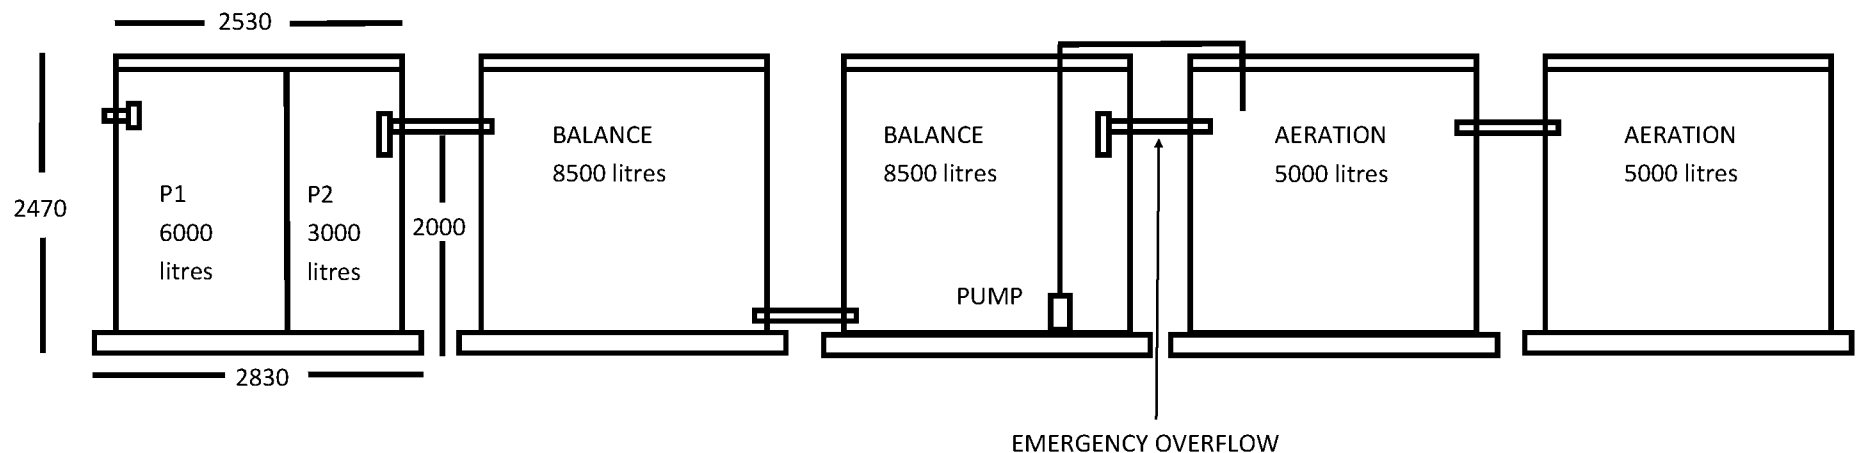 2530
2470
P1
6000
litres
P2
3000
litres
2000
2830
BALANCE
8500 litres
BALANCE
8500 litres
PUMP
EMERGENCY OVERFLOW
AERATION
5000 litres
AERATION
5000 litres